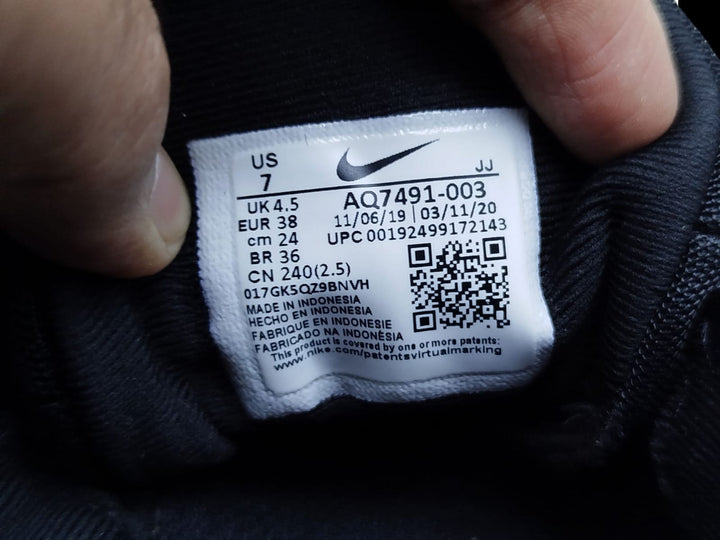 US
7
JJ
UK 4.5
EUR 38
cm 24
BR 36
CN 240(2.5)
AQ7491-003
11/06/19 | 03/11/20
UPC 00192499172143
017GK5QZ9BNVH
MADE IN INDONESIA
HECHO EN INDONESIA
FABRIQUE EN INDONESIE
FABRICADO NA INDONÉSIA
This product is covered by one or more patents:
www.nike.com/patentsvirtualmarking